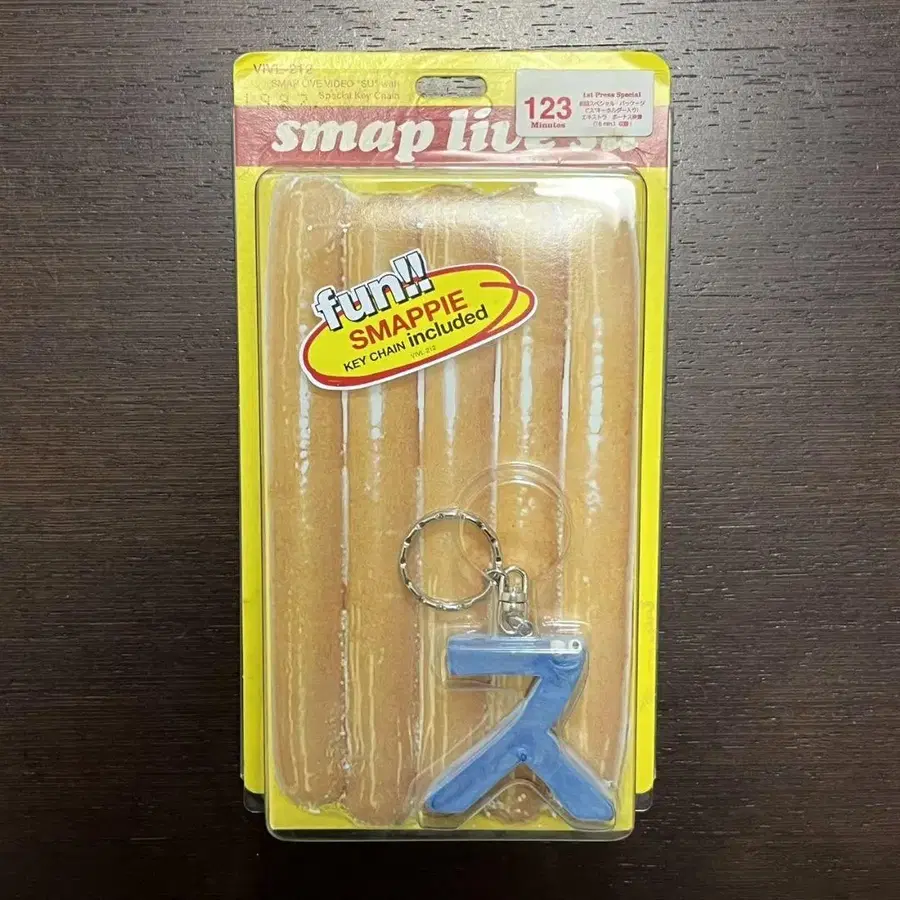 VIVL-212
SMAP LIVE VIDEO "SU" with
Special Key Chain
123
Minutes
1st Press Special
smap live su
fun!!
SMAPPIE
KEY CHAIN included
VIVL-212
ス